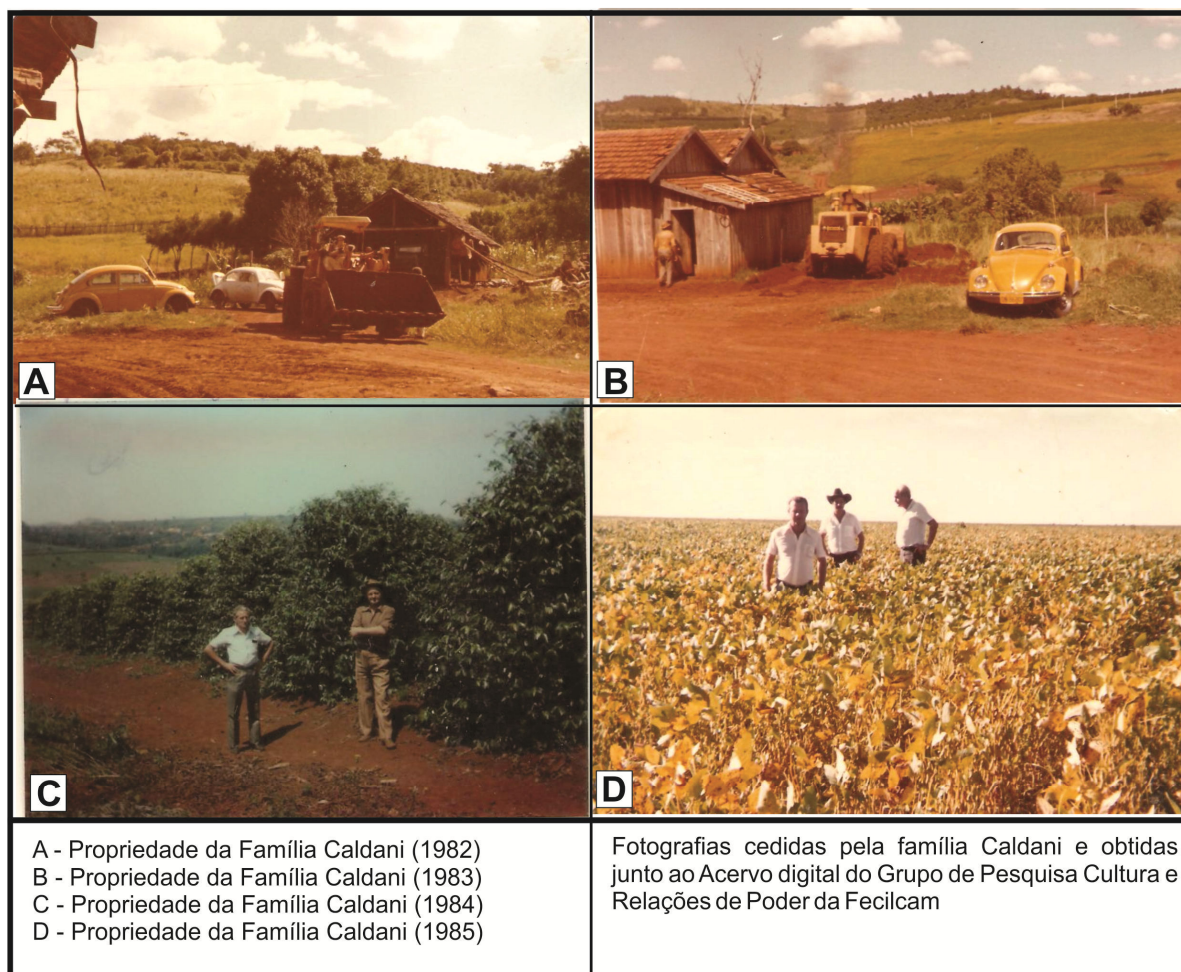 A
B
C
D
A - Propriedade da Família Caldani (1982)
B - Propriedade da Família Caldani (1983)
C - Propriedade da Família Caldani (1984)
D - Propriedade da Família Caldani (1985)
Fotografias cedidas pela família Caldani e obtidas
junto ao Acervo digital do Grupo de Pesquisa Cultura e
Relações de Poder da Fecilcam